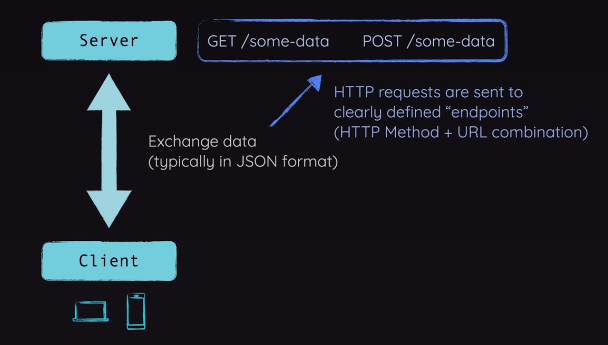 Server
GET /some-data POST /some-data
HTTP requests are sent to
clearly defined “endpoints”
(HTTP Method + URL combination)
Exchange data
(typically in JSON format)
Client